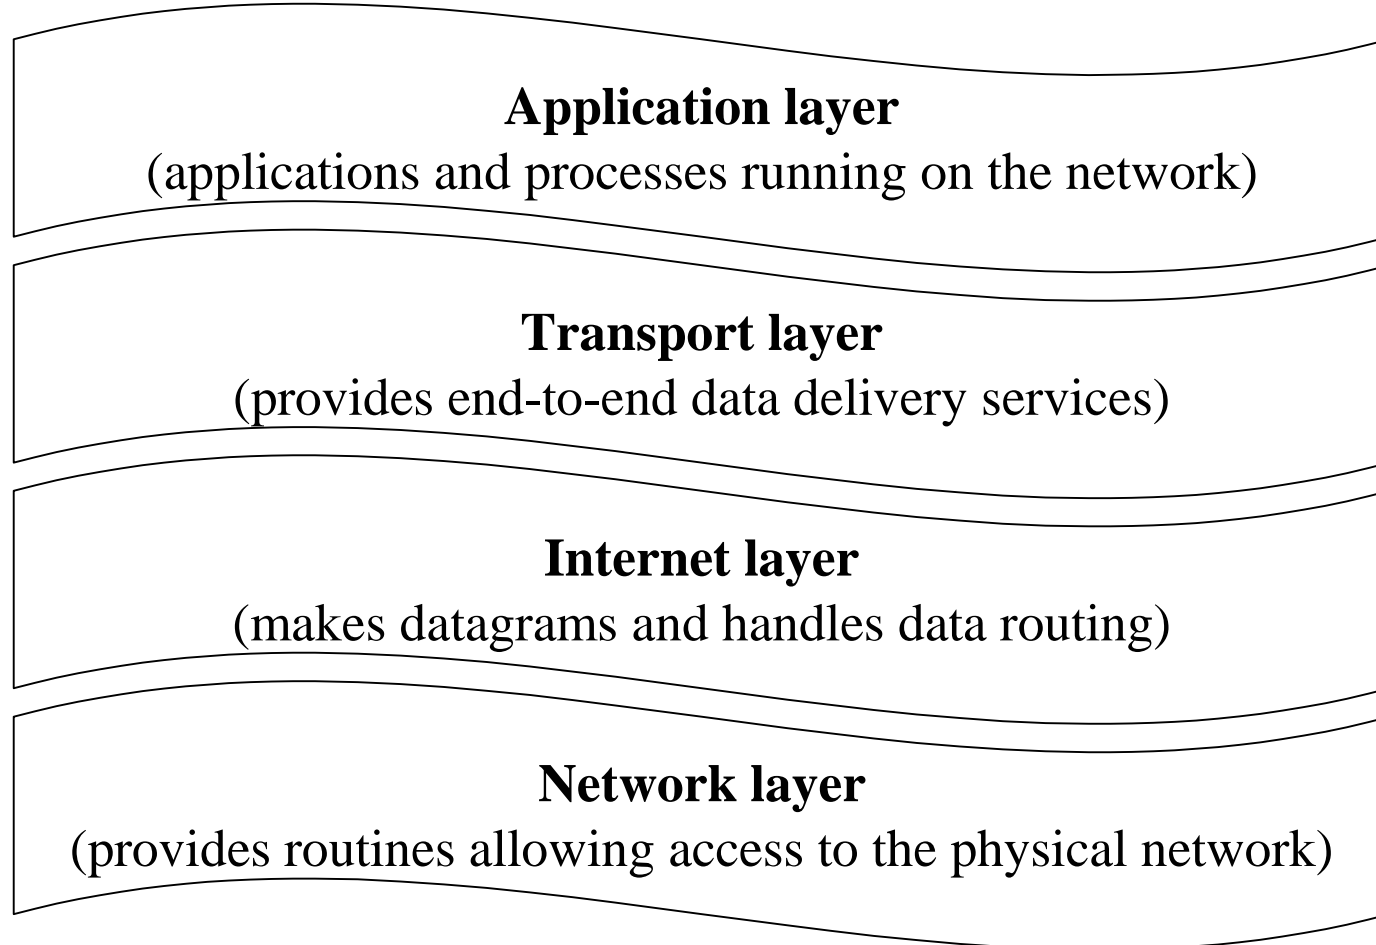 Application layer
(applications and processes running on the network)
Transport layer
(provides end-to-end data delivery services)
Internet layer
(makes datagrams and handles data routing)
Network layer
(provides routines allowing access to the physical network)